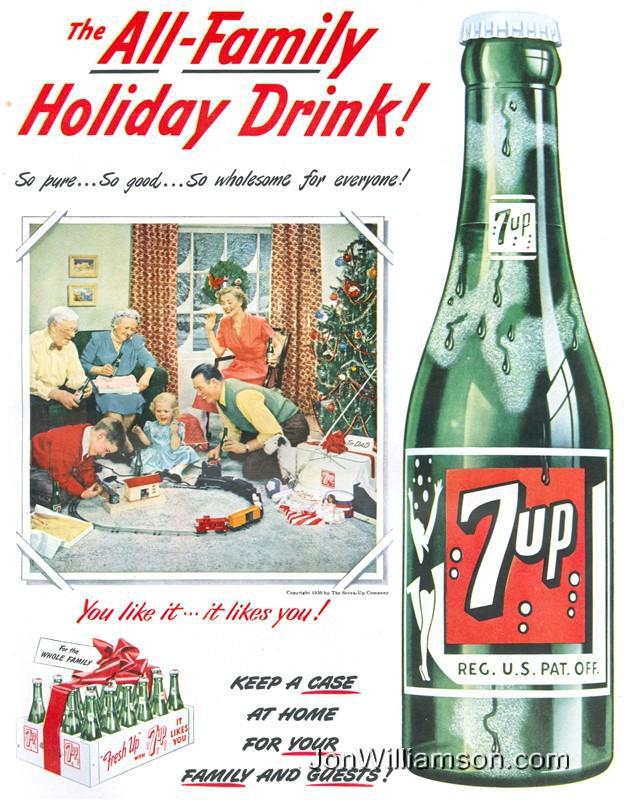 The All-Family
Holiday Drink!
So pure...So good...So wholesome for everyone!
7up
To DAD
Copyright 1950 by The Seven-Up Company
You like it...it likes you!
For the
WHOLE FAMILY
7up
7up
"Fresh Up" WITH 7up
IT
LIKES
YOU
KEEP A CASE
AT HOME
FOR YOUR
FAMILY AND GUESTS!
7up
REG. U.S. PAT. OFF.
JonWilliamson.com